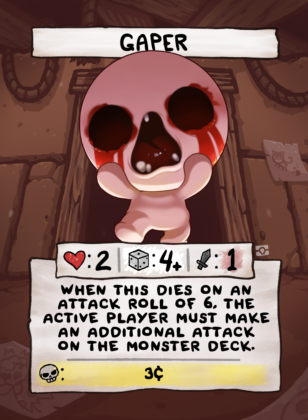 GAPER
:2 :4+ :1
WHEN THIS DIES ON AN
ATTACK ROLL OF 6, THE
ACTIVE PLAYER MUST MAKE
AN ADDITIONAL ATTACK
ON THE MONSTER DECK.
: 3¢